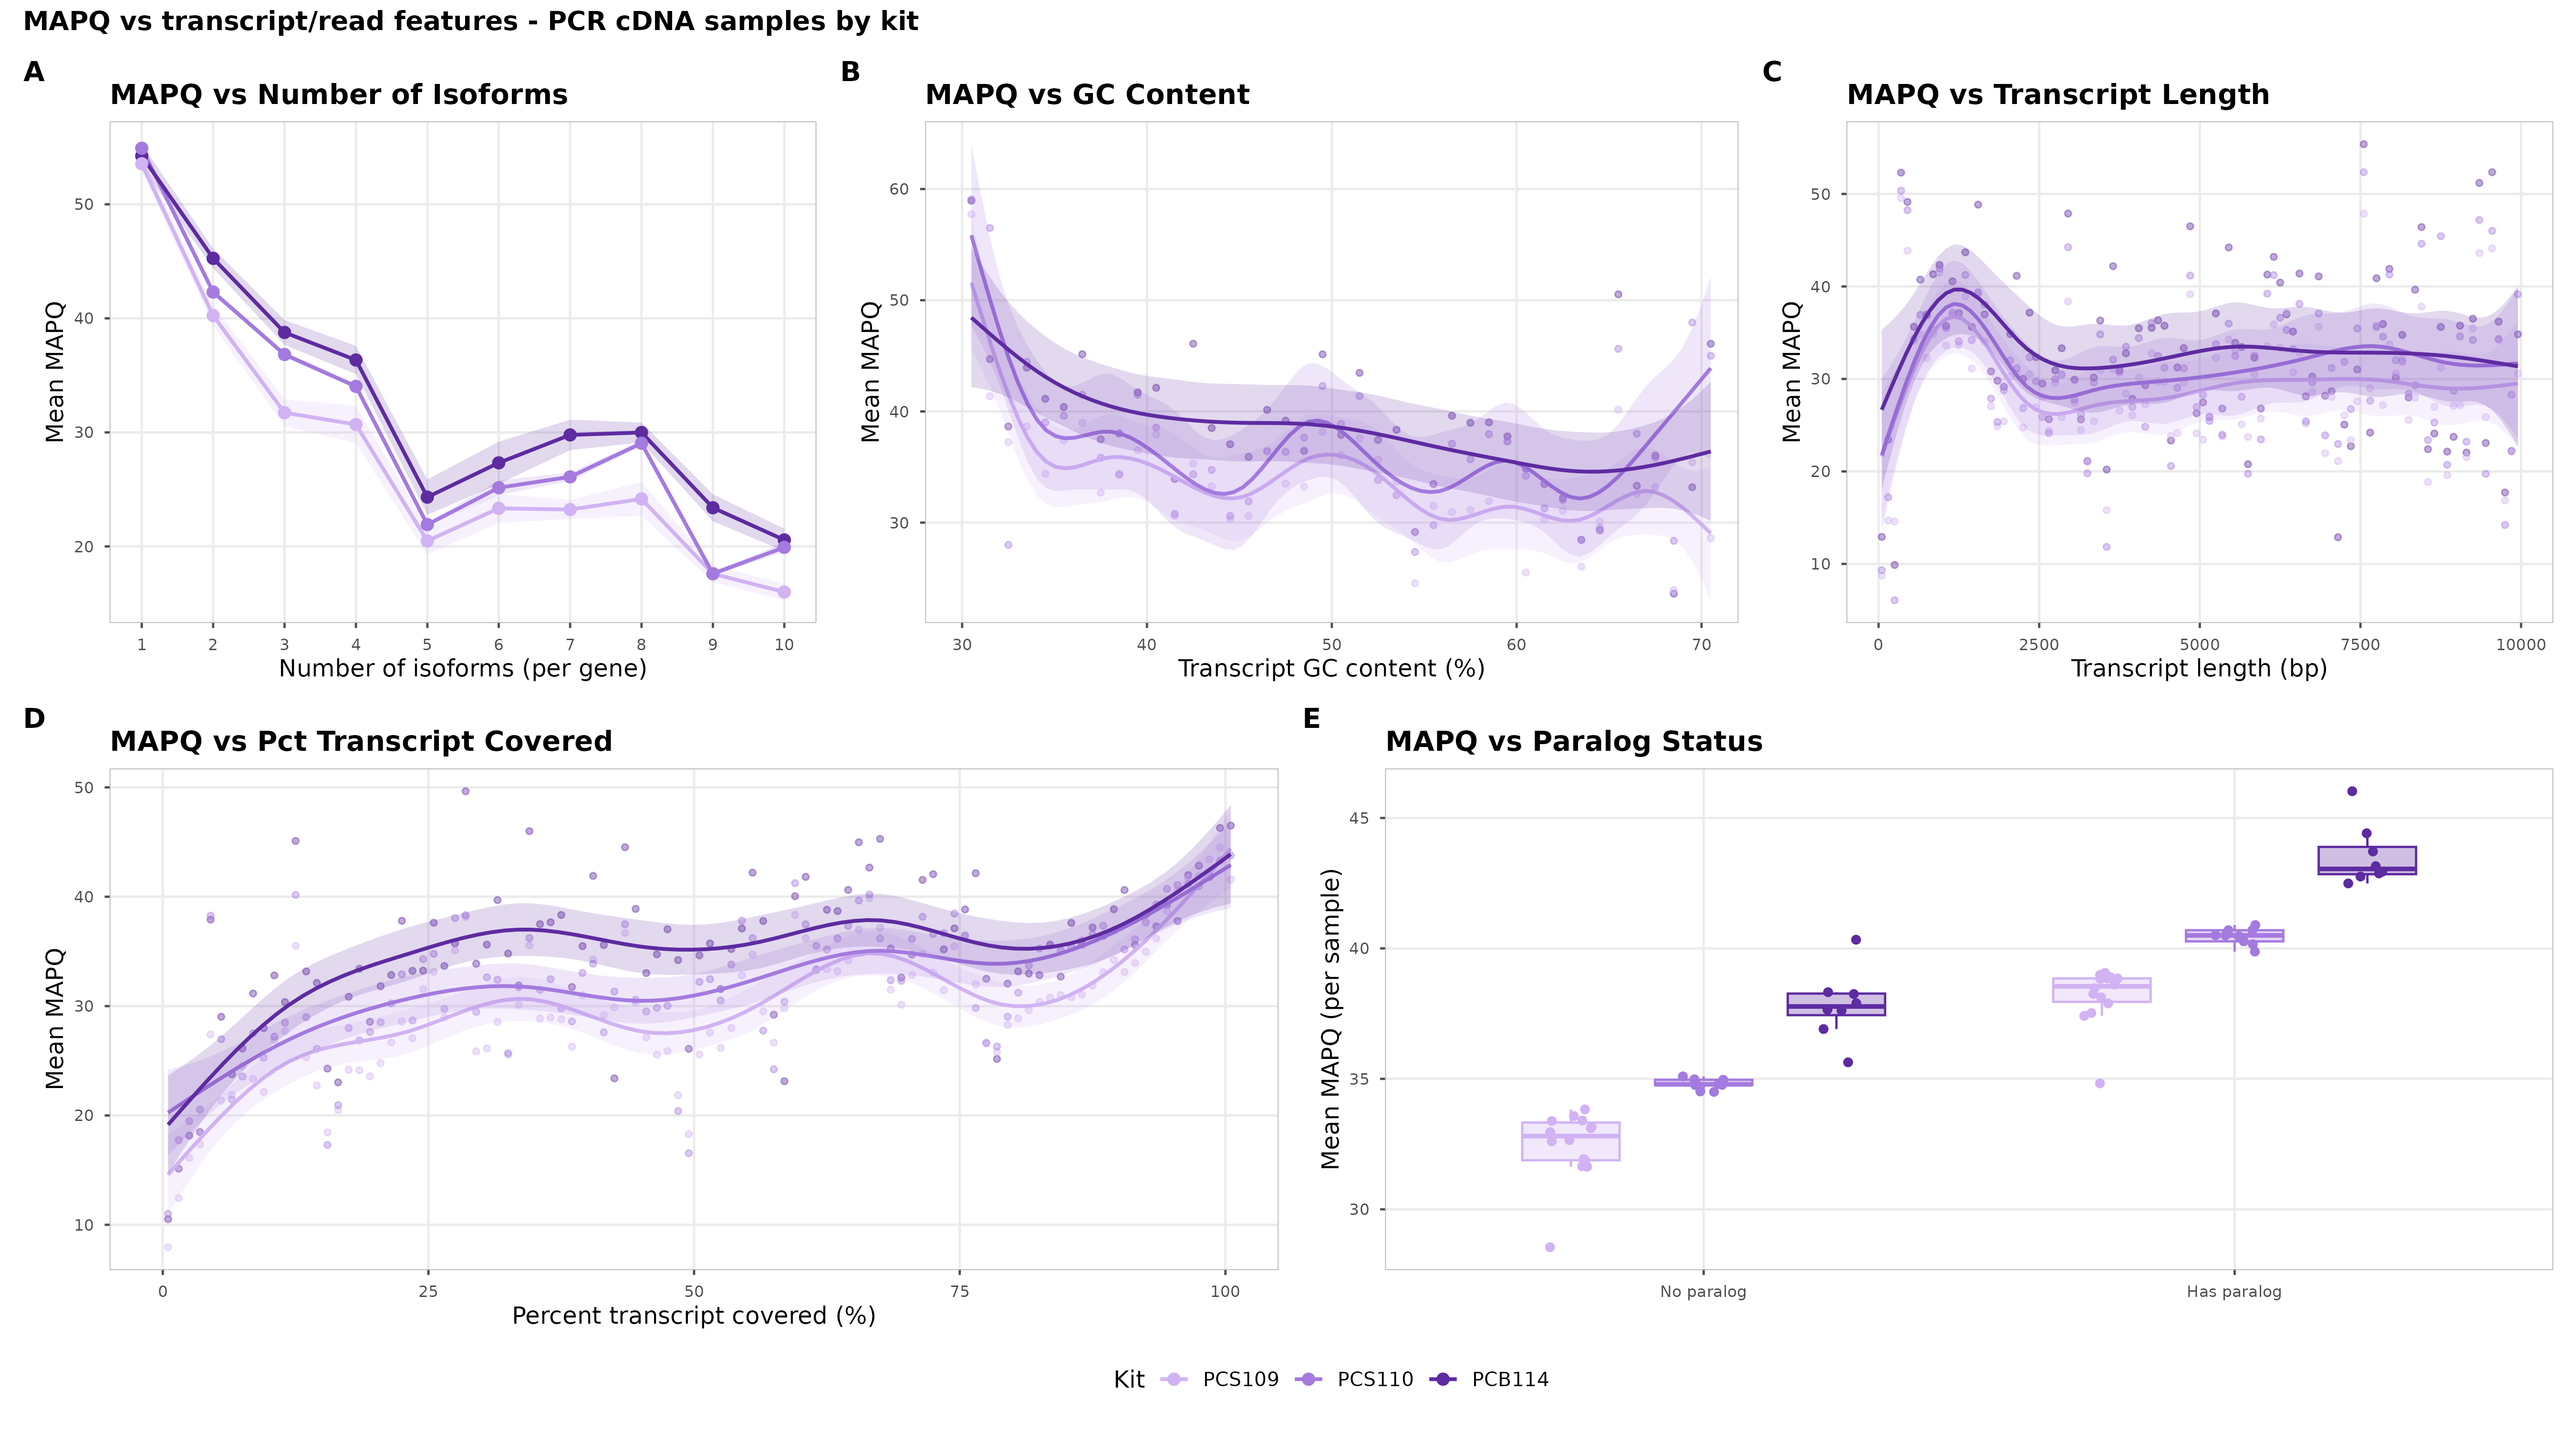 MAPQ vs transcript/read features - PCR cDNA samples by kit
A
MAPQ vs Number of Isoforms
Mean MAPQ
50
40
30
20
1 2 3 4 5 6 7 8 9 10
Number of isoforms (per gene)
B
MAPQ vs GC Content
Mean MAPQ
60
50
40
30
30 40 50 60 70
Transcript GC content (%)
C
MAPQ vs Transcript Length
Mean MAPQ
50
40
30
20
10
0 2500 5000 7500 10000
Transcript length (bp)
D
MAPQ vs Pct Transcript Covered
Mean MAPQ
50
40
30
20
10
0 25 50 75 100
Percent transcript covered (%)
E
MAPQ vs Paralog Status
Mean MAPQ (per sample)
45
40
35
30
No paralog Has paralog
Kit PCS109 PCS110 PCB114